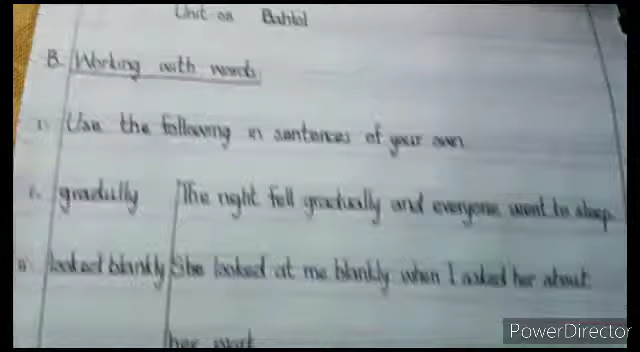 Unit 02 Bahlol
B. Working with words
1) Use the following in sentences of your own
i. gradually The night fell gradually and everyone went to sleep.
ii. looked blankly She looked at me blankly when I asked her about
her work
PowerDirector